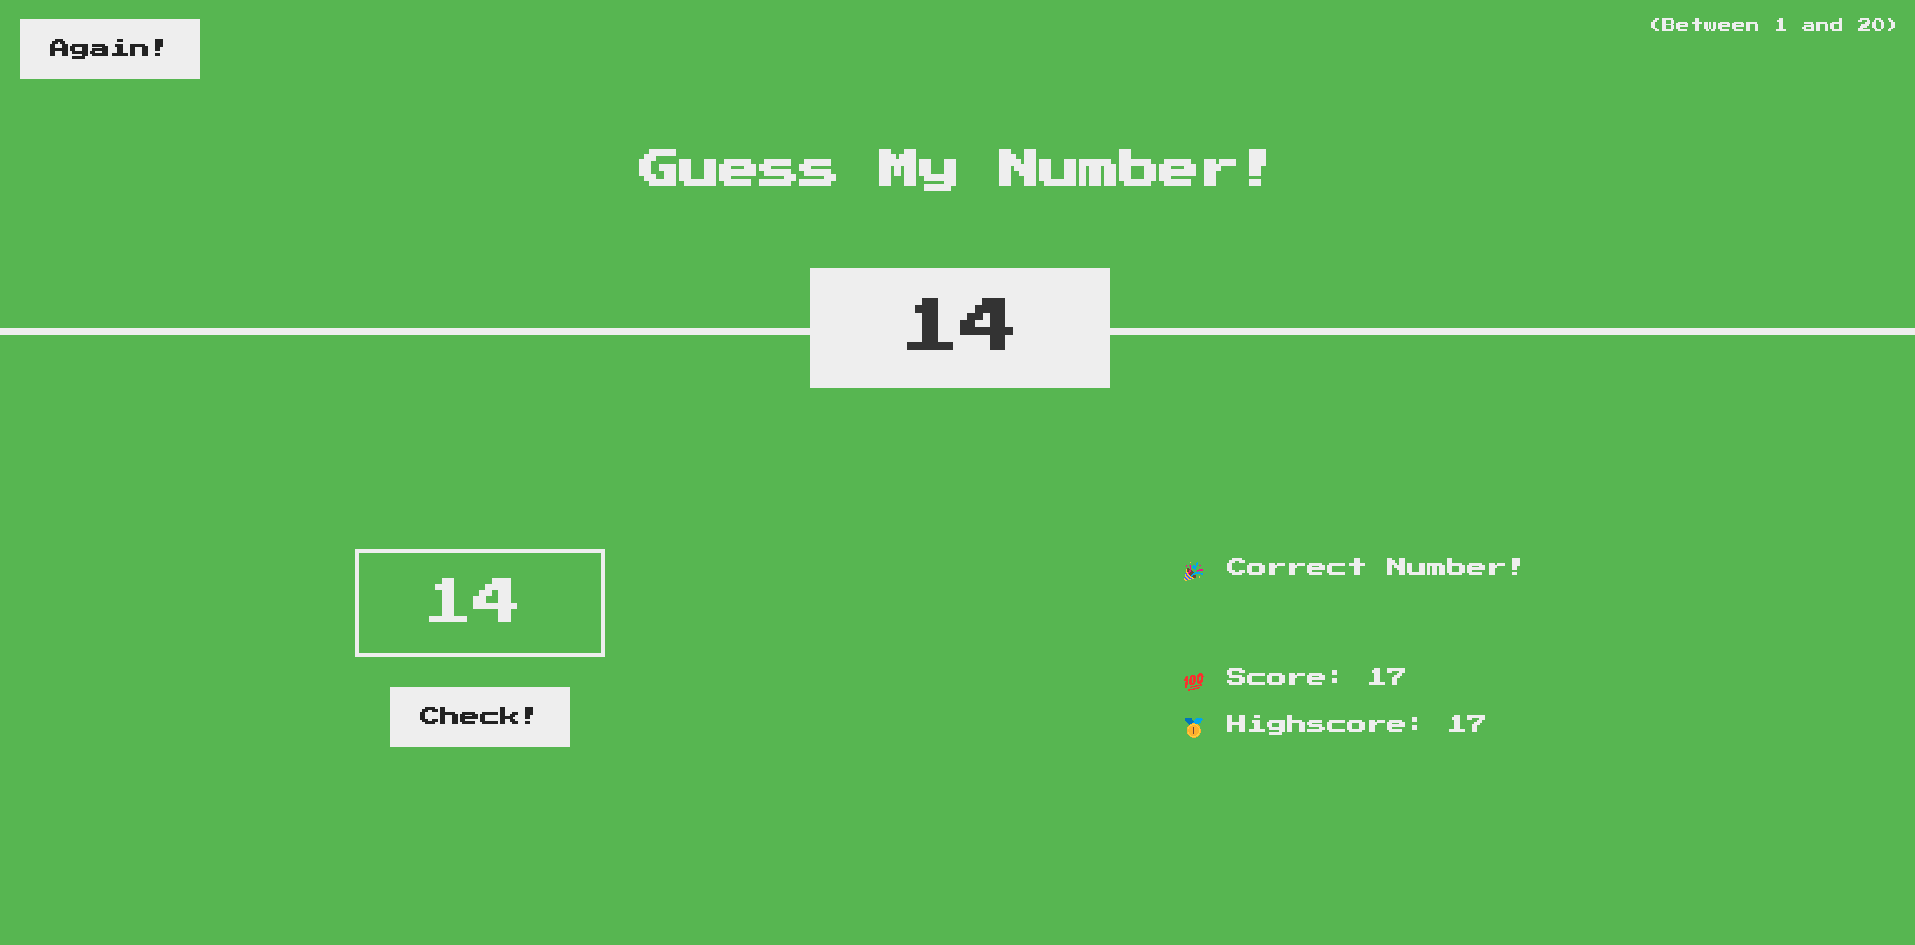 Again!
(Between 1 and 20)
Guess My Number!
14
14
Check!
🎉 Correct Number!
💯 Score: 17
🥇 Highscore: 17